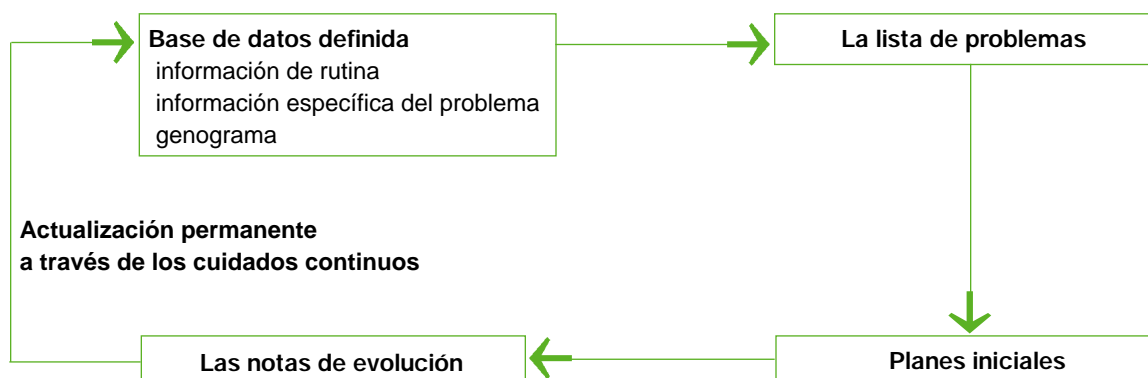 Base de datos definida
información de rutina
información específica del problema
genograma
La lista de problemas
Actualización permanente
a través de los cuidados continuos
Las notas de evolución
Planes iniciales